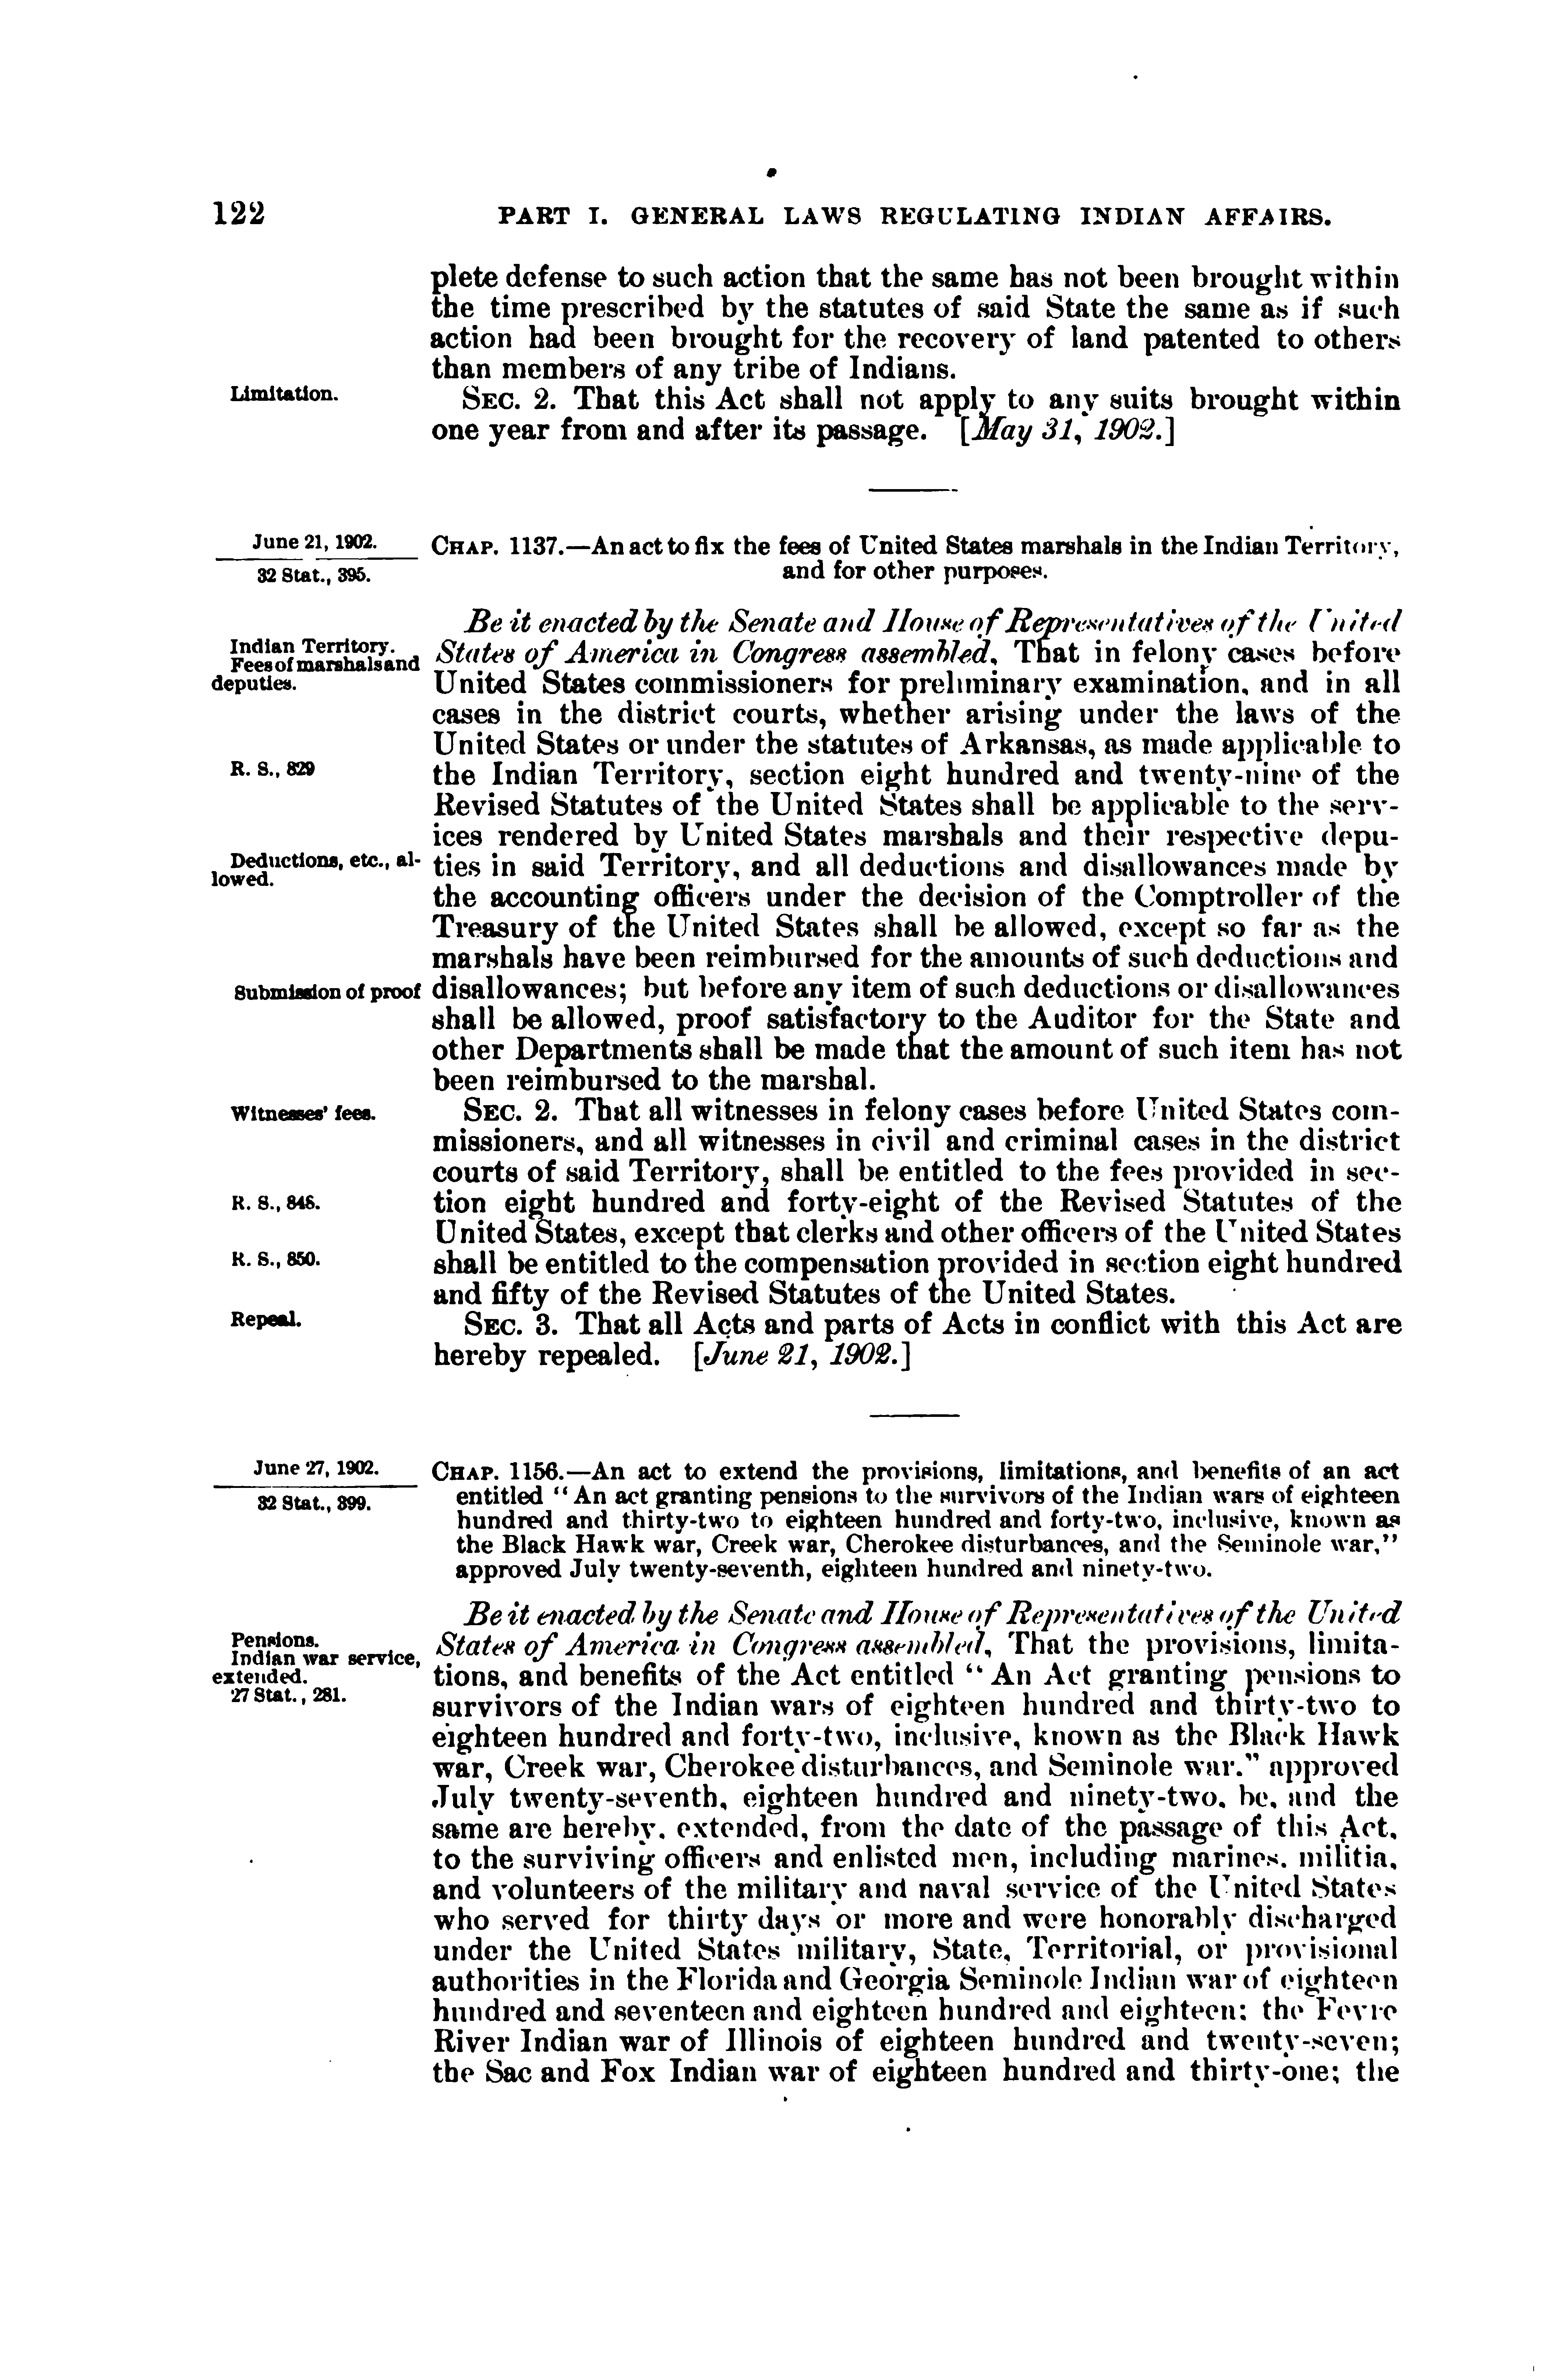 122
PART I. GENERAL LAWS REGULATING INDIAN AFFAIRS.
plete defense to such action that the same has not been brought within
the time prescribed by the statutes of said State the same as if such
action had been brought for the recovery of land patented to others
than members of any tribe of Indians.
Limitation.
SEC. 2. That this Act shall not apply to any suits brought within
one year from and after its passage. [May 31, 1902.]
June 21, 1902.
32 Stat., 395.
CHAP. 1137.—An act to fix the fees of United States marshals in the Indian Territory,
and for other purposes.
Be it enacted by the Senate and House of Representatives of the United
Indian Territory.
Fees of marshals and
deputies.
States of America in Congress assembled, That in felony cases before
United States commissioners for preliminary examination, and in all
cases in the district courts, whether arising under the laws of the
United States or under the statutes of Arkansas, as made applicable to
R. S., 829
the Indian Territory, section eight hundred and twenty-nine of the
Revised Statutes of the United States shall be applicable to the serv-
ices rendered by United States marshals and their respective depu-
Deductions, etc., al-
lowed.
ties in said Territory, and all deductions and disallowances made by
the accounting officers under the decision of the Comptroller of the
Treasury of the United States shall be allowed, except so far as the
marshals have been reimbursed for the amounts of such deductions and
Submission of proof
disallowances; but before any item of such deductions or disallowances
shall be allowed, proof satisfactory to the Auditor for the State and
other Departments shall be made that the amount of such item has not
been reimbursed to the marshal.
Witnesses' fees.
SEC. 2. That all witnesses in felony cases before United States com-
missioners, and all witnesses in civil and criminal cases in the district
courts of said Territory, shall be entitled to the fees provided in sec-
R. S., 848.
tion eight hundred and forty-eight of the Revised Statutes of the
United States, except that clerks and other officers of the United States
R. S., 850.
shall be entitled to the compensation provided in section eight hundred
and fifty of the Revised Statutes of the United States.
Repeal.
SEC. 3. That all Acts and parts of Acts in conflict with this Act are
hereby repealed. [June 21, 1902.]
June 27, 1902.
32 Stat., 399.
CHAP. 1156.—An act to extend the provisions, limitations, and benefits of an act
entitled "An act granting pensions to the survivors of the Indian wars of eighteen
hundred and thirty-two to eighteen hundred and forty-two, inclusive, known as
the Black Hawk war, Creek war, Cherokee disturbances, and the Seminole war,"
approved July twenty-seventh, eighteen hundred and ninety-two.
Be it enacted by the Senate and House of Representatives of the United
Pensions.
Indian war service,
extended.
27 Stat., 281.
States of America in Congress assembled, That the provisions, limita-
tions, and benefits of the Act entitled "An Act granting pensions to
survivors of the Indian wars of eighteen hundred and thirty-two to
eighteen hundred and forty-two, inclusive, known as the Black Hawk
war, Creek war, Cherokee disturbances, and Seminole war." approved
July twenty-seventh, eighteen hundred and ninety-two, be, and the
same are hereby, extended, from the date of the passage of this Act,
to the surviving officers and enlisted men, including marines, militia,
and volunteers of the military and naval service of the United States
who served for thirty days or more and were honorably discharged
under the United States military, State, Territorial, or provisional
authorities in the Florida and Georgia Seminole Indian war of eighteen
hundred and seventeen and eighteen hundred and eighteen; the Fevre
River Indian war of Illinois of eighteen hundred and twenty-seven;
the Sac and Fox Indian war of eighteen hundred and thirty-one; the